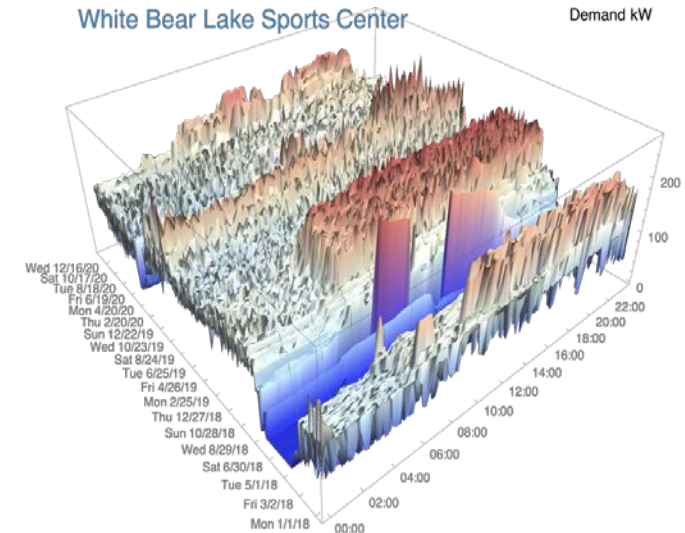 White Bear Lake Sports Center
Demand kW
200
100
0
22:00
20:00
18:00
16:00
14:00
12:00
10:00
08:00
06:00
04:00
02:00
00:00
Wed 12/16/20
Sat 10/17/20
Tue 8/18/20
Fri 6/19/20
Mon 4/20/20
Thu 2/20/20
Sun 12/22/19
Wed 10/23/19
Sat 8/24/19
Tue 6/25/19
Fri 4/26/19
Mon 2/25/19
Thu 12/27/18
Sun 10/28/18
Wed 8/29/18
Sat 6/30/18
Tue 5/1/18
Fri 3/2/18
Mon 1/1/18